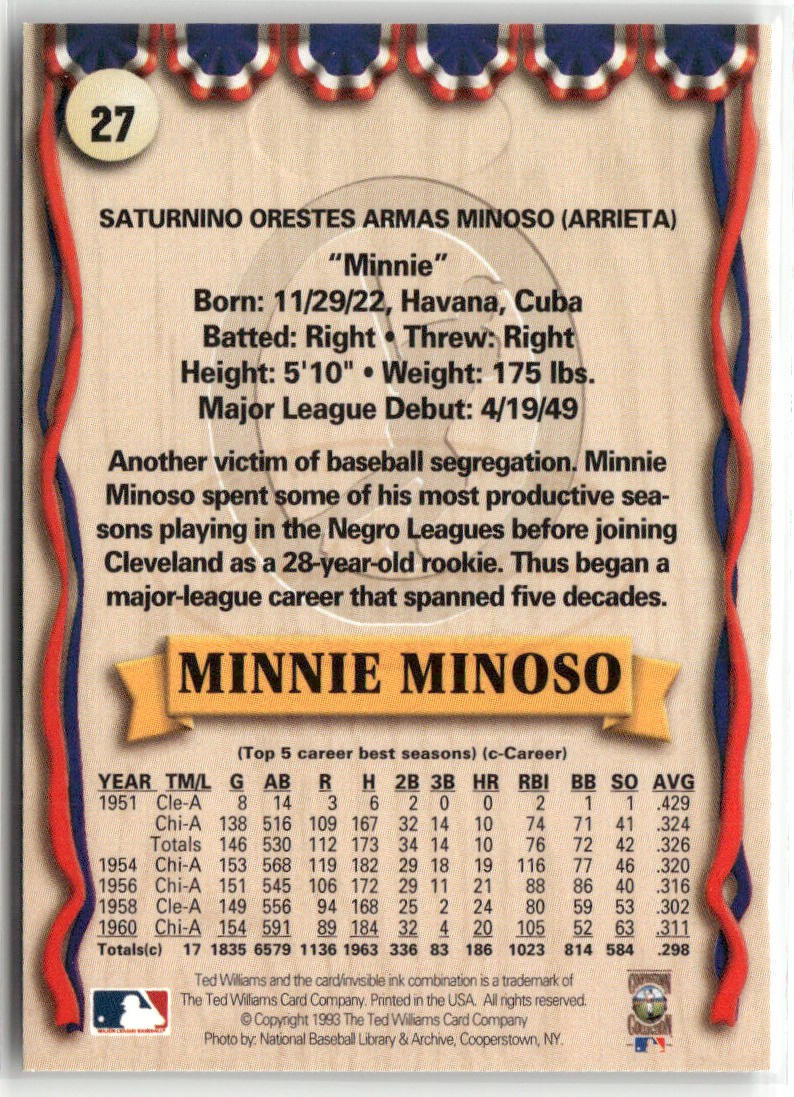 27
SATURNINO ORESTES ARMAS MINOSO (ARRIETA)
“Minnie”
Born: 11/29/22, Havana, Cuba
Batted: Right • Threw: Right
Height: 5'10" • Weight: 175 lbs.
Major League Debut: 4/19/49
Another victim of baseball segregation. Minnie
Minoso spent some of his most productive sea-
sons playing in the Negro Leagues before joining
Cleveland as a 28-year-old rookie. Thus began a
major-league career that spanned five decades.
MINNIE MINOSO
(Top 5 career best seasons) (c-Career)
YEAR TM/L G AB R H 2B 3B HR RBI BB SO AVG
1951 Cle-A 8 14 3 6 2 0 0 2 1 1 .429
Chi-A 138 516 109 167 32 14 10 74 71 41 .324
Totals 146 530 112 173 34 14 10 76 72 42 .326
1954 Chi-A 153 568 119 182 29 18 19 116 77 46 .320
1956 Chi-A 151 545 106 172 29 11 21 88 86 40 .316
1958 Cle-A 149 556 94 168 25 2 24 80 59 53 .302
1960 Chi-A 154 591 89 184 32 4 20 105 52 63 .311
Totals(c) 17 1835 6579 1136 1963 336 83 186 1023 814 584 .298
Ted Williams and the card/invisible ink combination is a trademark of
The Ted Williams Card Company. Printed in the USA. All rights reserved.
© Copyright 1993 The Ted Williams Card Company
Photo by: National Baseball Library & Archive, Cooperstown, NY.
MAJOR LEAGUE BASEBALL
COOPERSTOWN
COLLECTION